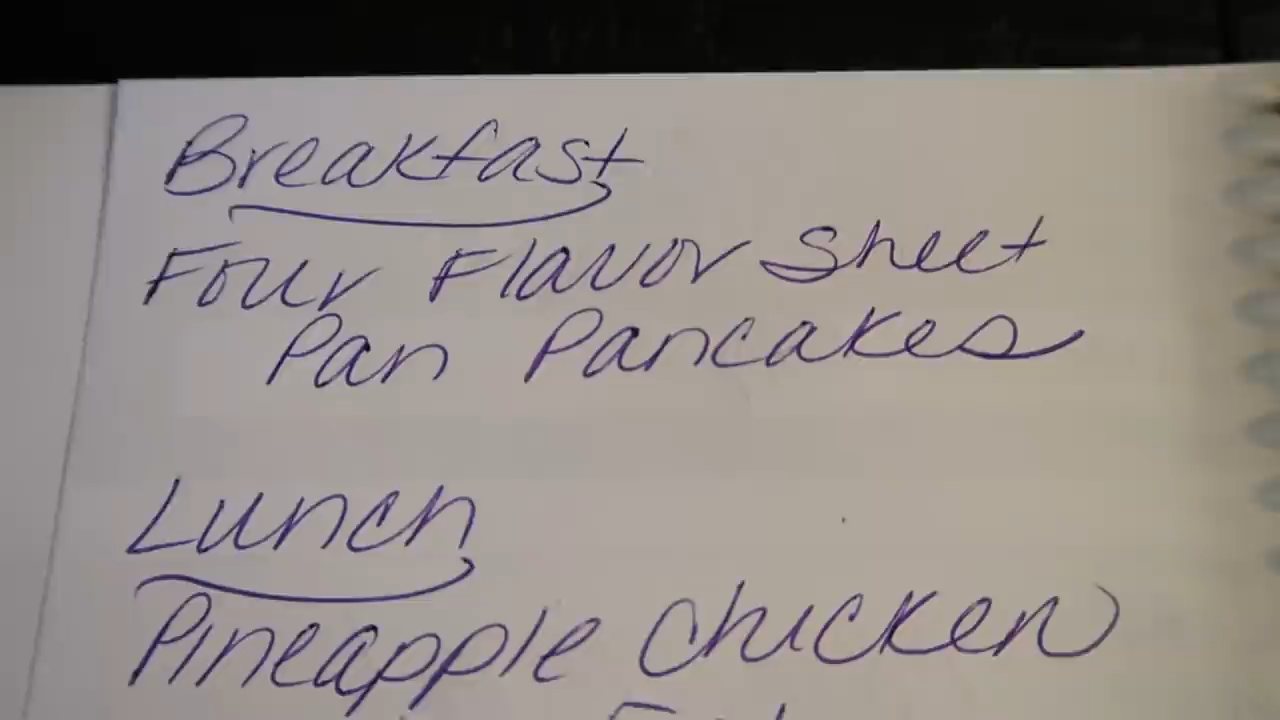 Breakfast
Four Flavor Sheet
Pan Pancakes
Lunch
Pineapple Chicken